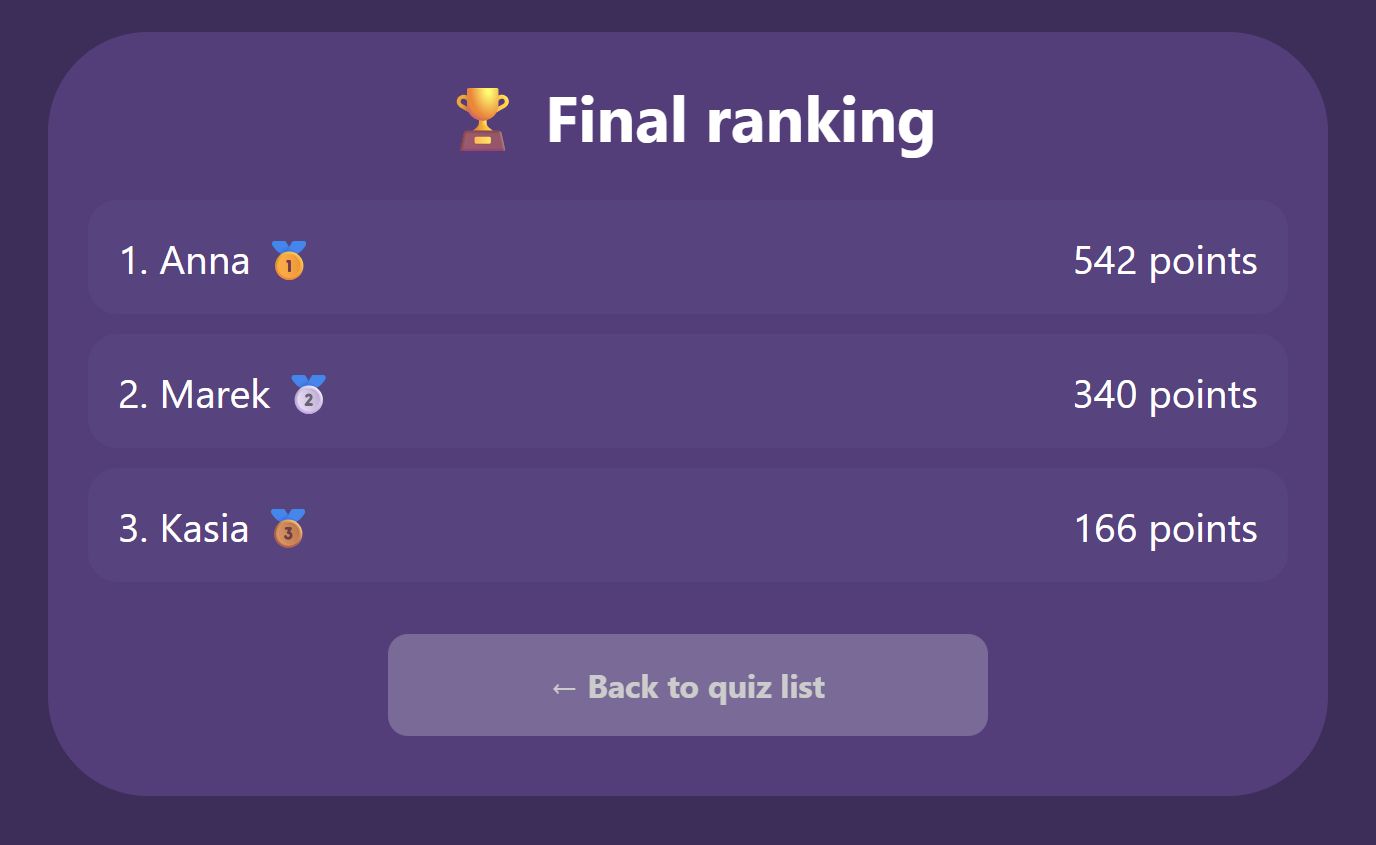 🏆 Final ranking
1. Anna 🥇 542 points
2. Marek 🥈 340 points
3. Kasia 🥉 166 points
← Back to quiz list